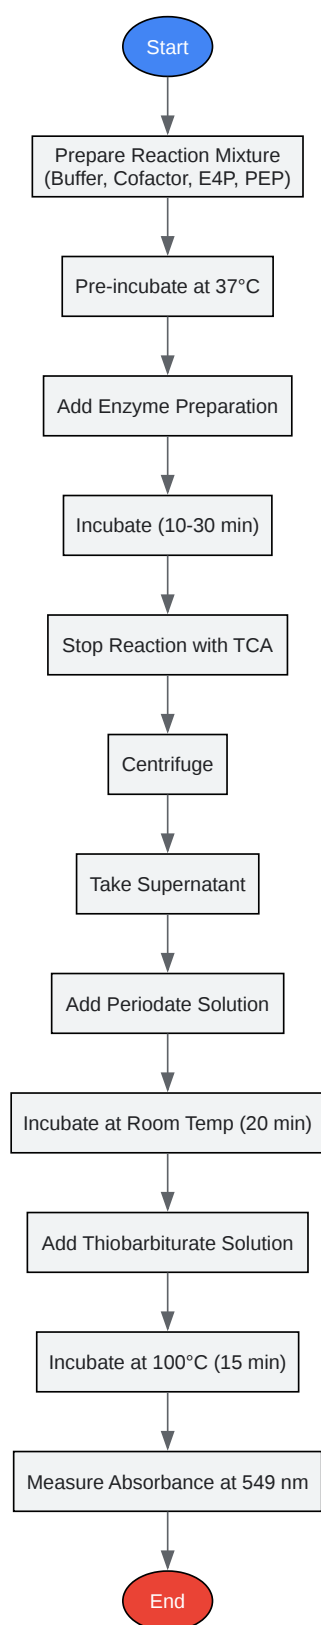 Start
Prepare Reaction Mixture
(Buffer, Cofactor, E4P, PEP)
Pre-incubate at 37°C
Add Enzyme Preparation
Incubate (10-30 min)
Stop Reaction with TCA
Centrifuge
Take Supernatant
Add Periodate Solution
Incubate at Room Temp (20 min)
Add Thiobarbiturate Solution
Incubate at 100°C (15 min)
Measure Absorbance at 549 nm
End